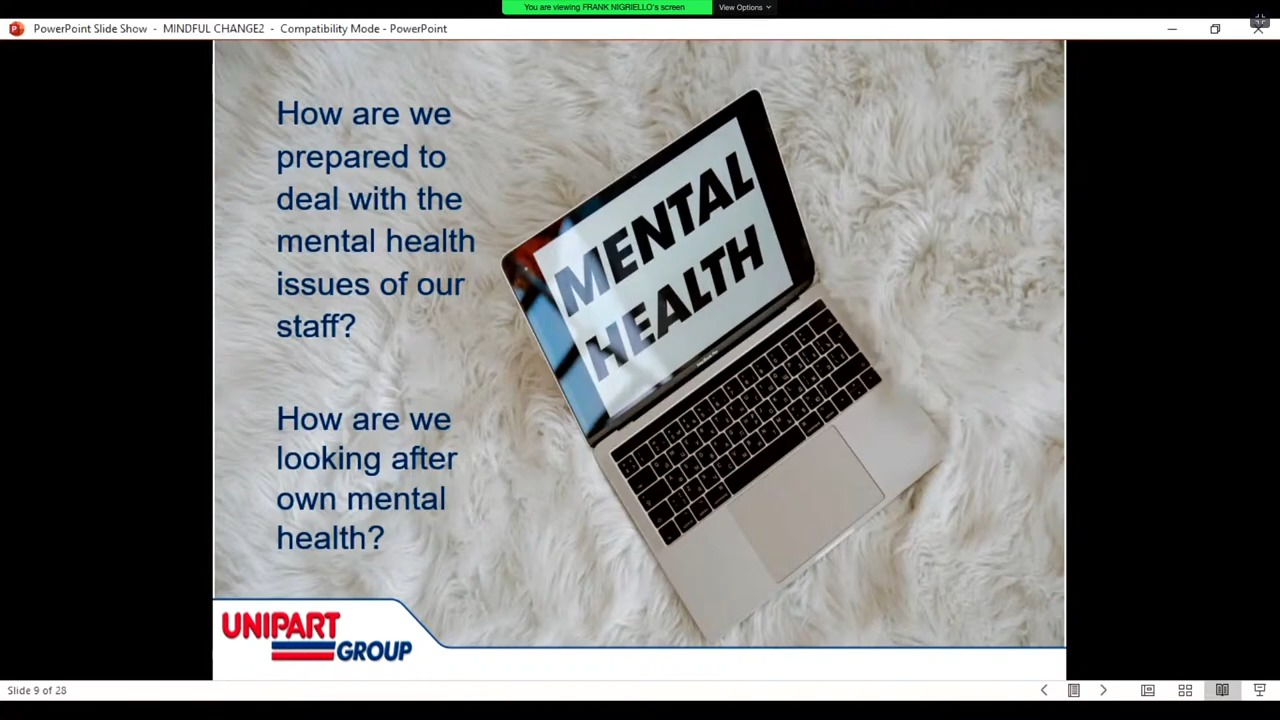 You are viewing FRANK NIGRIELLO's screen
View Options
PowerPoint Slide Show - MINDFUL CHANGE2 - Compatibility Mode - PowerPoint
How are we
prepared to
deal with the
mental health
issues of our
staff?
How are we
looking after
own mental
health?
MENTAL
HEALTH
UNIPART
GROUP
Slide 9 of 28